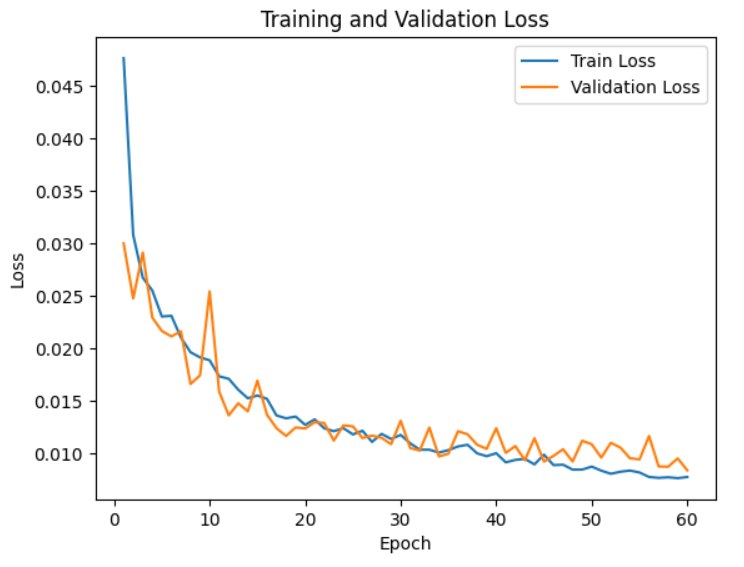 Training and Validation Loss
Train Loss
Validation Loss
0.045
0.040
0.035
0.030
0.025
0.020
0.015
0.010
Loss
0 10 20 30 40 50 60
Epoch